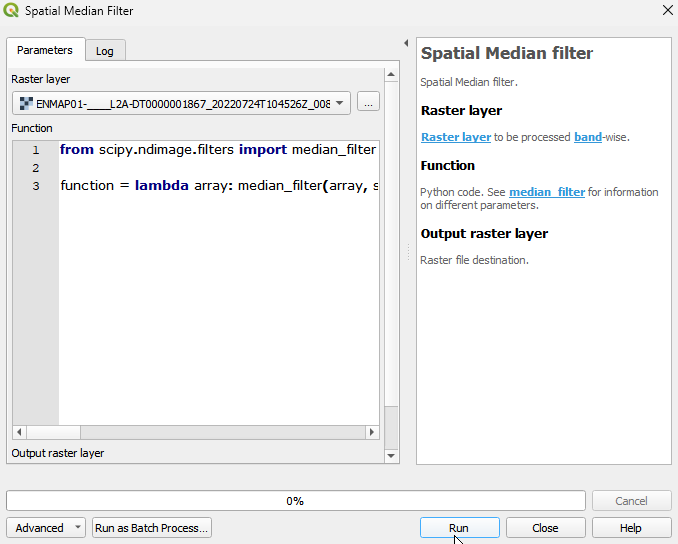 Spatial Median Filter
Parameters
Log
Raster layer
ENMAP01-____L2A-DT0000001867_20220724T104526Z_008
...
Function
1 from scipy.ndimage.filters import median_filter
2
3 function = lambda array: median_filter(array, s
Output raster layer
Spatial Median filter
Spatial Median filter.
Raster layer
Raster layer to be processed band-wise.
Function
Python code. See median_filter for information
on different parameters.
Output raster layer
Raster file destination.
0%
Cancel
Advanced
Run as Batch Process...
Run
Close
Help